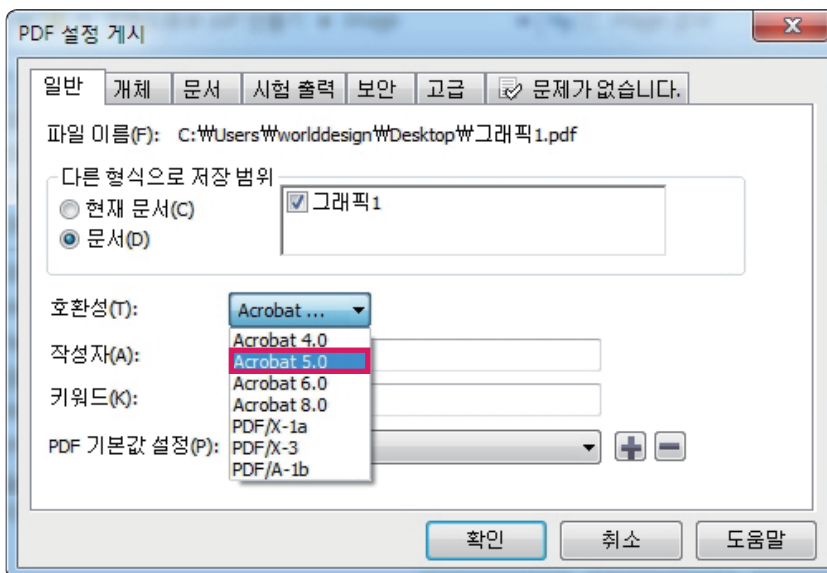 PDF 설정 게시
일반 개체 문서 시험 출력 보안 고급 문제가 없습니다.
파일 이름(F): C:₩Users₩worlddesign₩Desktop₩그래픽1.pdf
다른 형식으로 저장 범위
현재 문서(C)
문서(D)
그래픽1
호환성(T): Acrobat ...
Acrobat 4.0
Acrobat 5.0
Acrobat 6.0
Acrobat 8.0
PDF/X-1a
PDF/X-3
PDF/A-1b
작성자(A):
키워드(K):
PDF 기본값 설정(P):
확인 취소 도움말